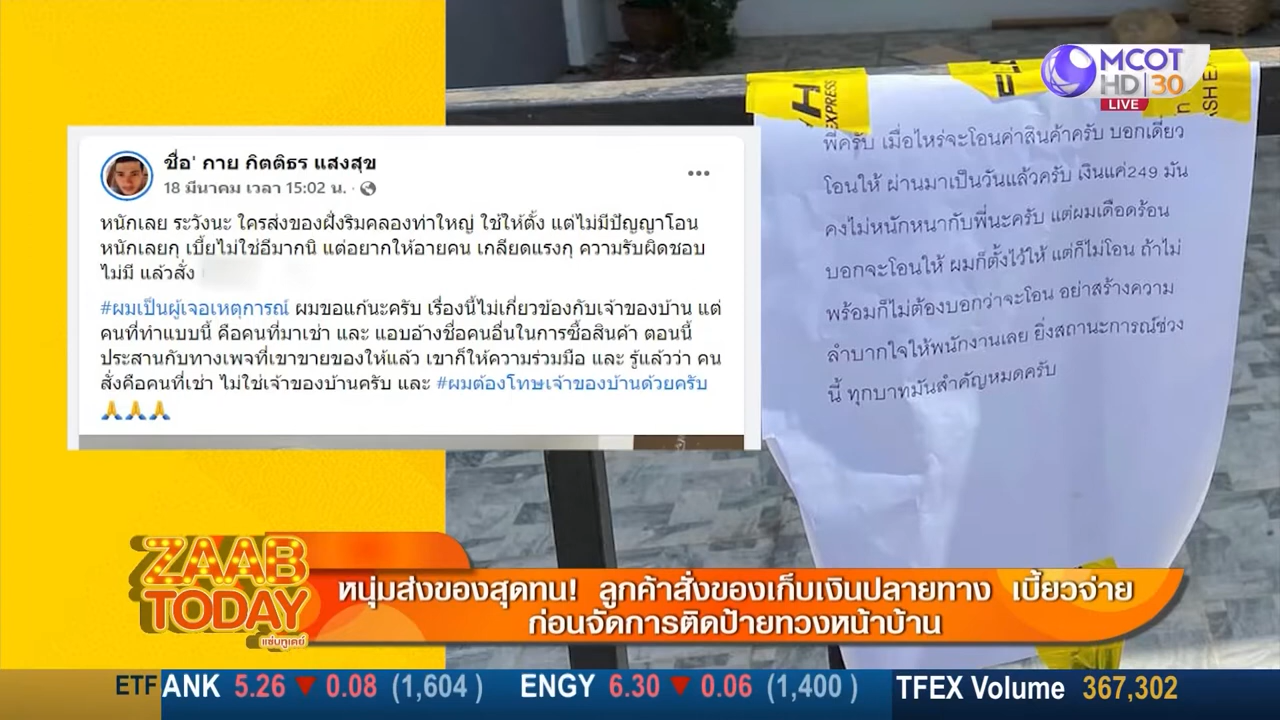 MCOT
HD 30
LIVE
H
EXPRESS
ASH E
พี่ครับ เมื่อไหร่จะโอนค่าสินค้าครับ บอกเดี๋ยว
โอนให้ ผ่านมาเป็นวันแล้วครับ เงินแค่249 มัน
คงไม่หนักหนากับพี่นะครับ แต่ผมเดือดร้อน
บอกจะโอนให้ ผมก็ตั้งไว้ให้ แต่ก็ไม่โอน ถ้าไม่
พร้อมก็ไม่ต้องบอกว่าจะโอน อย่าสร้างความ
ลำบากใจให้พนักงานเลย ยิ่งสถานะการณ์ช่วง
นี้ ทุกบาทมันสำคัญหมดครับ
ชื่อ' กาย กิตติธร แสงสุข
18 มีนาคม เวลา 15:02 น.
หนักเลย ระวังนะ ใครส่งของฝั่งริมคลองท่าใหญ่ ใช้ให้ตั้ง แต่ไม่มีปัญญาโอน
หนักเลยกุ เบี้ยไม่ใช่อีมากนิ แต่อยากให้อายคน เกลียดแรงกุ ความรับผิดชอบ
ไม่มี แล้วสั่ง
#ผมเป็นผู้เจอเหตุการณ์ ผมขอแก้นะครับ เรื่องนี้ไม่เกี่ยวข้องกับเจ้าของบ้าน แต่
คนที่ทำแบบนี้ คือคนที่มาเช่า และ แอบอ้างชื่อคนอื่นในการซื้อสินค้า ตอนนี้
ประสานกับทางเพจที่เขาขายของให้แล้ว เขาก็ให้ความร่วมมือ และ รู้แล้วว่า คน
สั่งคือคนที่เช่า ไม่ใช่เจ้าของบ้านครับ และ #ผมต้องโทษเจ้าของบ้านด้วยครับ
🙏🙏🙏
ZAAB
TODAY
แซ่บทูเดย์
หนุ่มส่งของสุดทน! ลูกค้าสั่งของเก็บเงินปลายทาง เบี้ยวจ่าย
ก่อนจัดการติดป้ายทวงหน้าบ้าน
ETF ANK 5.26 ▼ 0.08 (1,604 ) ENGY 6.30 ▼ 0.06 (1,400 ) TFEX Volume 367,302